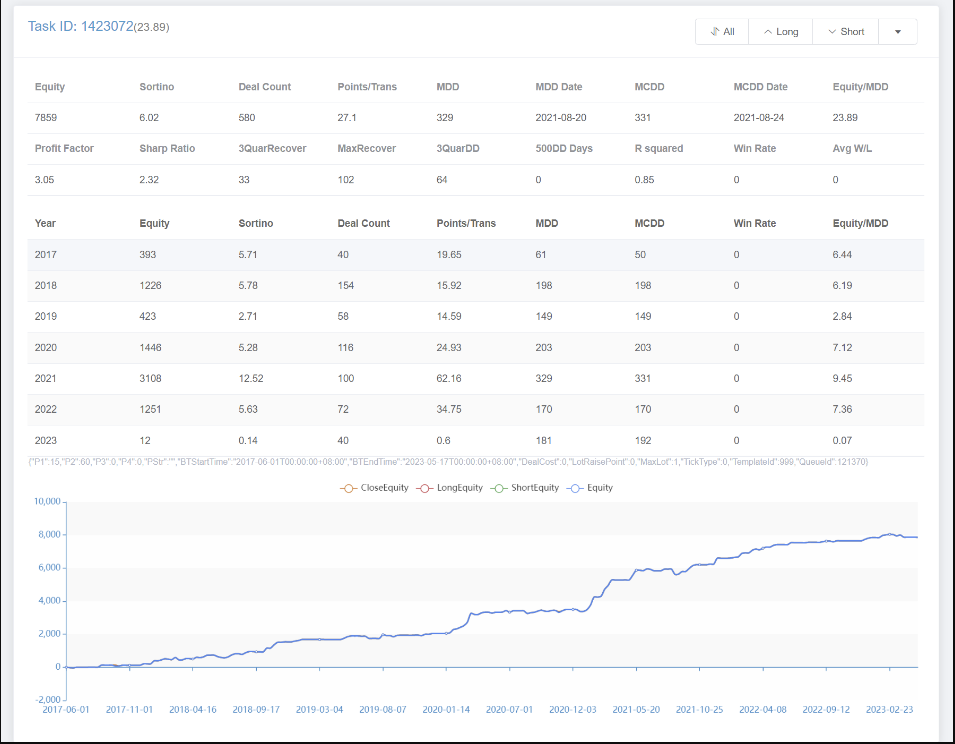 Task ID: 1423072(23.89)
All Long Short
Equity Sortino Deal Count Points/Trans MDD MDD Date MCDD MCDD Date Equity/MDD
7859 6.02 580 27.1 329 2021-08-20 331 2021-08-24 23.89
Profit Factor Sharp Ratio 3QuarRecover MaxRecover 3QuarDD 500DD Days R squared Win Rate Avg W/L
3.05 2.32 33 102 64 0 0.85 0 0
Year Equity Sortino Deal Count Points/Trans MDD MCDD Win Rate Equity/MDD
2017 393 5.71 40 19.65 61 50 0 6.44
2018 1226 5.78 154 15.92 198 198 0 6.19
2019 423 2.71 58 14.59 149 149 0 2.84
2020 1446 5.28 116 24.93 203 203 0 7.12
2021 3108 12.52 100 62.16 329 331 0 9.45
2022 1251 5.63 72 34.75 170 170 0 7.36
2023 12 0.14 40 0.6 181 192 0 0.07
{"P1":15,"P2":60,"P3":0,"P4":0,"PStr":"","BTStartTime":"2017-06-01T00:00:00+08:00","BTEndTime":"2023-05-17T00:00:00+08:00","DealCost":0,"LotRaisePoint":0,"MaxLot":1,"TickType":0,"TemplateId":999,"QueueId":121370}
CloseEquity LongEquity ShortEquity Equity
10,000
8,000
6,000
4,000
2,000
0
-2,000
2017-06-01 2017-11-01 2018-04-16 2018-09-17 2019-03-04 2019-08-07 2020-01-14 2020-07-01 2020-12-03 2021-05-20 2021-10-25 2022-04-08 2022-09-12 2023-02-23